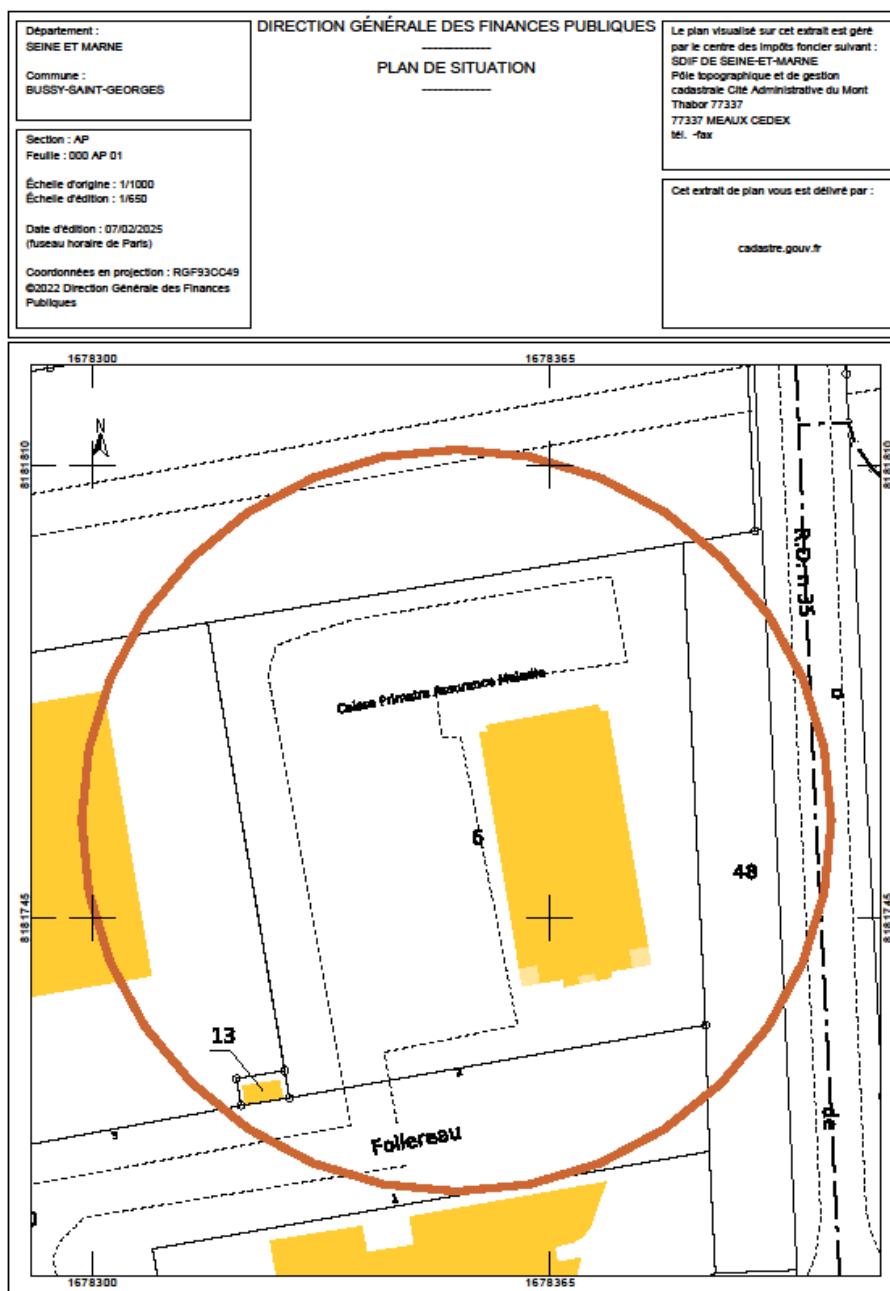 Département :
SEINE ET MARNE
Commune :
BUSSY-SAINT-GEORGES
Section : AP
Feuille : 000 AP 01
Échelle d'origine : 1/1000
Échelle d'édition : 1/650
Date d'édition : 07/02/2025
(fuseau horaire de Paris)
Coordonnées en projection : RGF93CC49
©2022 Direction Générale des Finances
Publiques
DIRECTION GÉNÉRALE DES FINANCES PUBLIQUES
-------------
PLAN DE SITUATION
-------------
Le plan visualisé sur cet extrait est géré
par le centre des impôts foncier suivant :
SDIF DE SEINE-ET-MARNE
Pôle topographique et de gestion
cadastrale Cité Administrative du Mont
Thabor 77337
77337 MEAUX CEDEX
tél. -fax
Cet extrait de plan vous est délivré par :
cadastre.gouv.fr
1678300
1678365
8181810
8181810
R.D. n°35
Caisse Primaire Assurance Maladie
6
48
8181745
8181745
13
2
3
Follereau
de
1
1678300
1678365